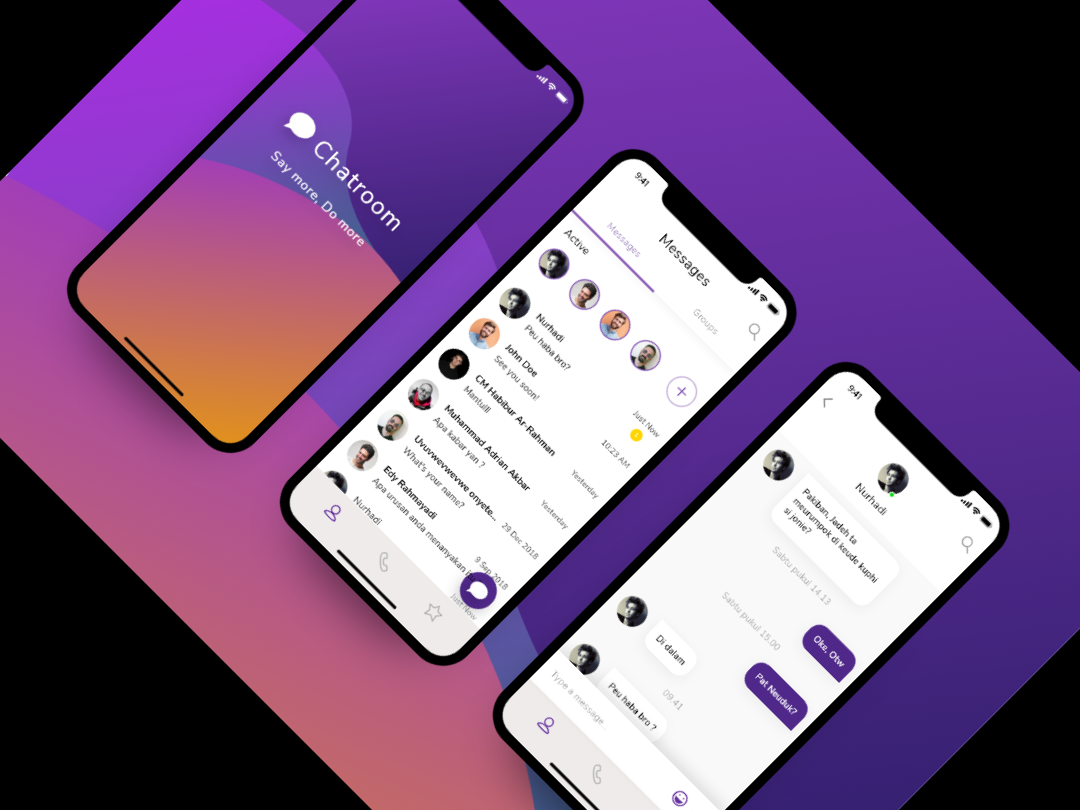 Chatroom
Say more, Do more
9:41
Messages
Messages
Groups
Active
Nurhadi
Peu haba bro?
Just Now
John Doe
See you soon!
10:23 AM
CM Habibur Ar-Rahman
Mantulll
Yesterday
Muhammad Adrian Akbar
Apa kabar yan ?
Yesterday
Uvuvwevwevwe onyete...
What's your name?
29 Dec 2018
Edy Rahmayadi
Apa urusan anda menanyakan
9 Sep 2018
Nurhadi
Just Now
9:41
Nurhadi
Pakiban, Jadeh ta
meurumpok di keude kuphi
si jonie?
Sabtu pukul 14.13
Oke, Otw
Sabtu pukul 15.00
Pat Neuduk?
Di dalam
09.41
Peu haba bro ?
Type a message..